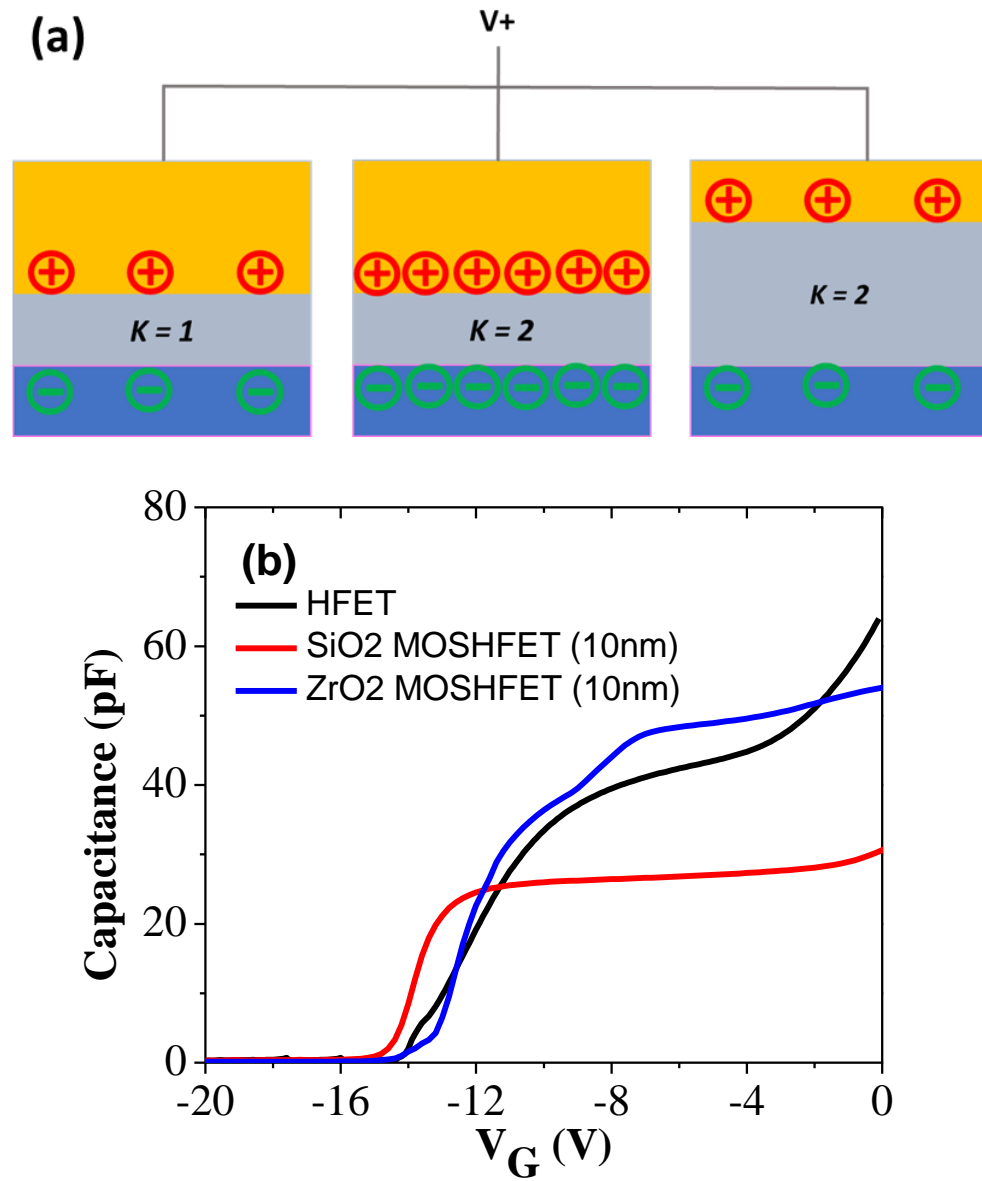 (a)
V+
K = 1
K = 2
K = 2
(b)
HFET
SiO2 MOSHFET (10nm)
ZrO2 MOSHFET (10nm)
Capacitance (pF)
80
60
40
20
0
-20 -16 -12 -8 -4 0
V_G (V)